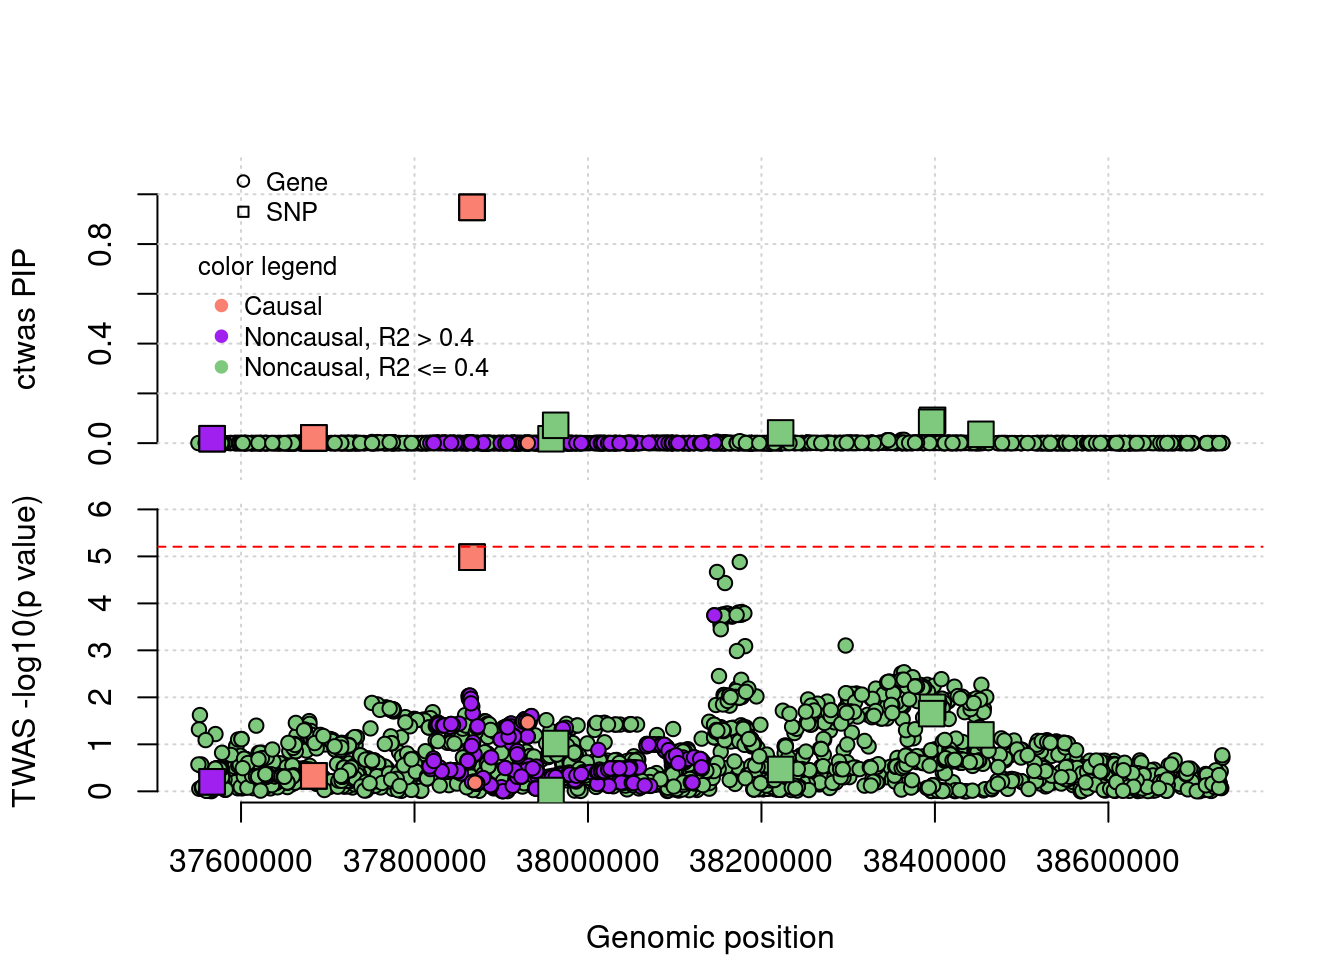 Gene
SNP
color legend
Causal
Noncausal, R2 > 0.4
Noncausal, R2 <= 0.4
ctwas PIP
0.8
0.4
0.0
TWAS -log10(p value)
6
5
4
3
2
1
0
37600000 37800000 38000000 38200000 38400000 38600000
Genomic position